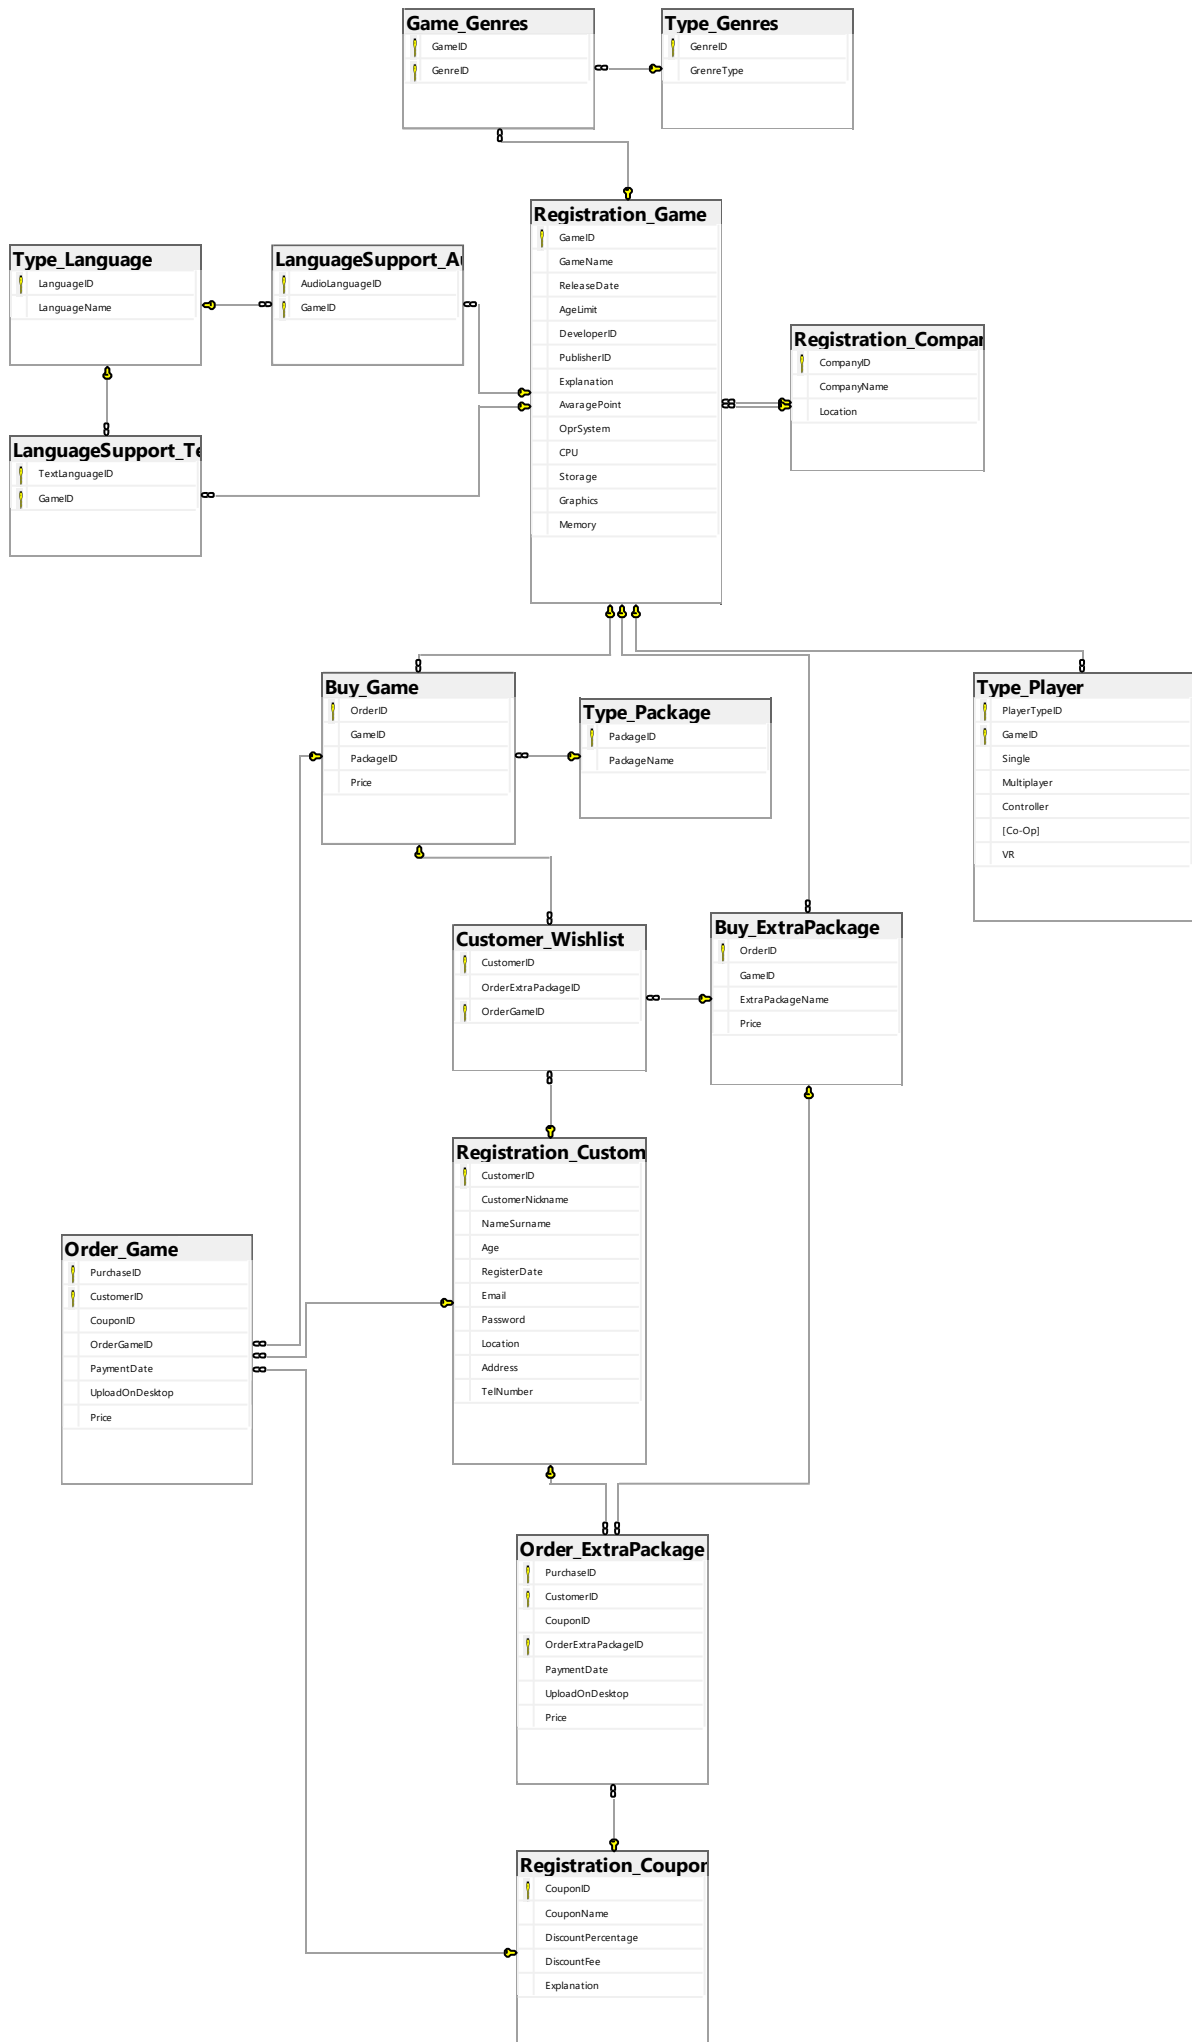 Game_Genres
GameID
GenreID
Type_Genres
GenreID
GrenreType
Registration_Game
GameID
GameName
ReleaseDate
AgeLimit
DeveloperID
PublisherID
Explanation
AvaragePoint
OprSystem
CPU
Storage
Graphics
Memory
Type_Language
LanguageID
LanguageName
LanguageSupport_Au
AudioLanguageID
GameID
Registration_Compan
CompanyID
CompanyName
Location
LanguageSupport_Te
TextLanguageID
GameID
Buy_Game
OrderID
GameID
PackageID
Price
Type_Package
PackageID
PackageName
Type_Player
PlayerTypeID
GameID
Single
Multiplayer
Controller
[Co-Op]
VR
Customer_Wishlist
CustomerID
OrderExtraPackageID
OrderGameID
Buy_ExtraPackage
OrderID
GameID
ExtraPackageName
Price
Registration_Custom
CustomerID
CustomerNickname
NameSurname
Age
RegisterDate
Email
Password
Location
Address
TelNumber
Order_Game
PurchaseID
CustomerID
CouponID
OrderGameID
PaymentDate
UploadOnDesktop
Price
Order_ExtraPackage
PurchaseID
CustomerID
CouponID
OrderExtraPackageID
PaymentDate
UploadOnDesktop
Price
Registration_Coupon
CouponID
CouponName
DiscountPercentage
DiscountFee
Explanation